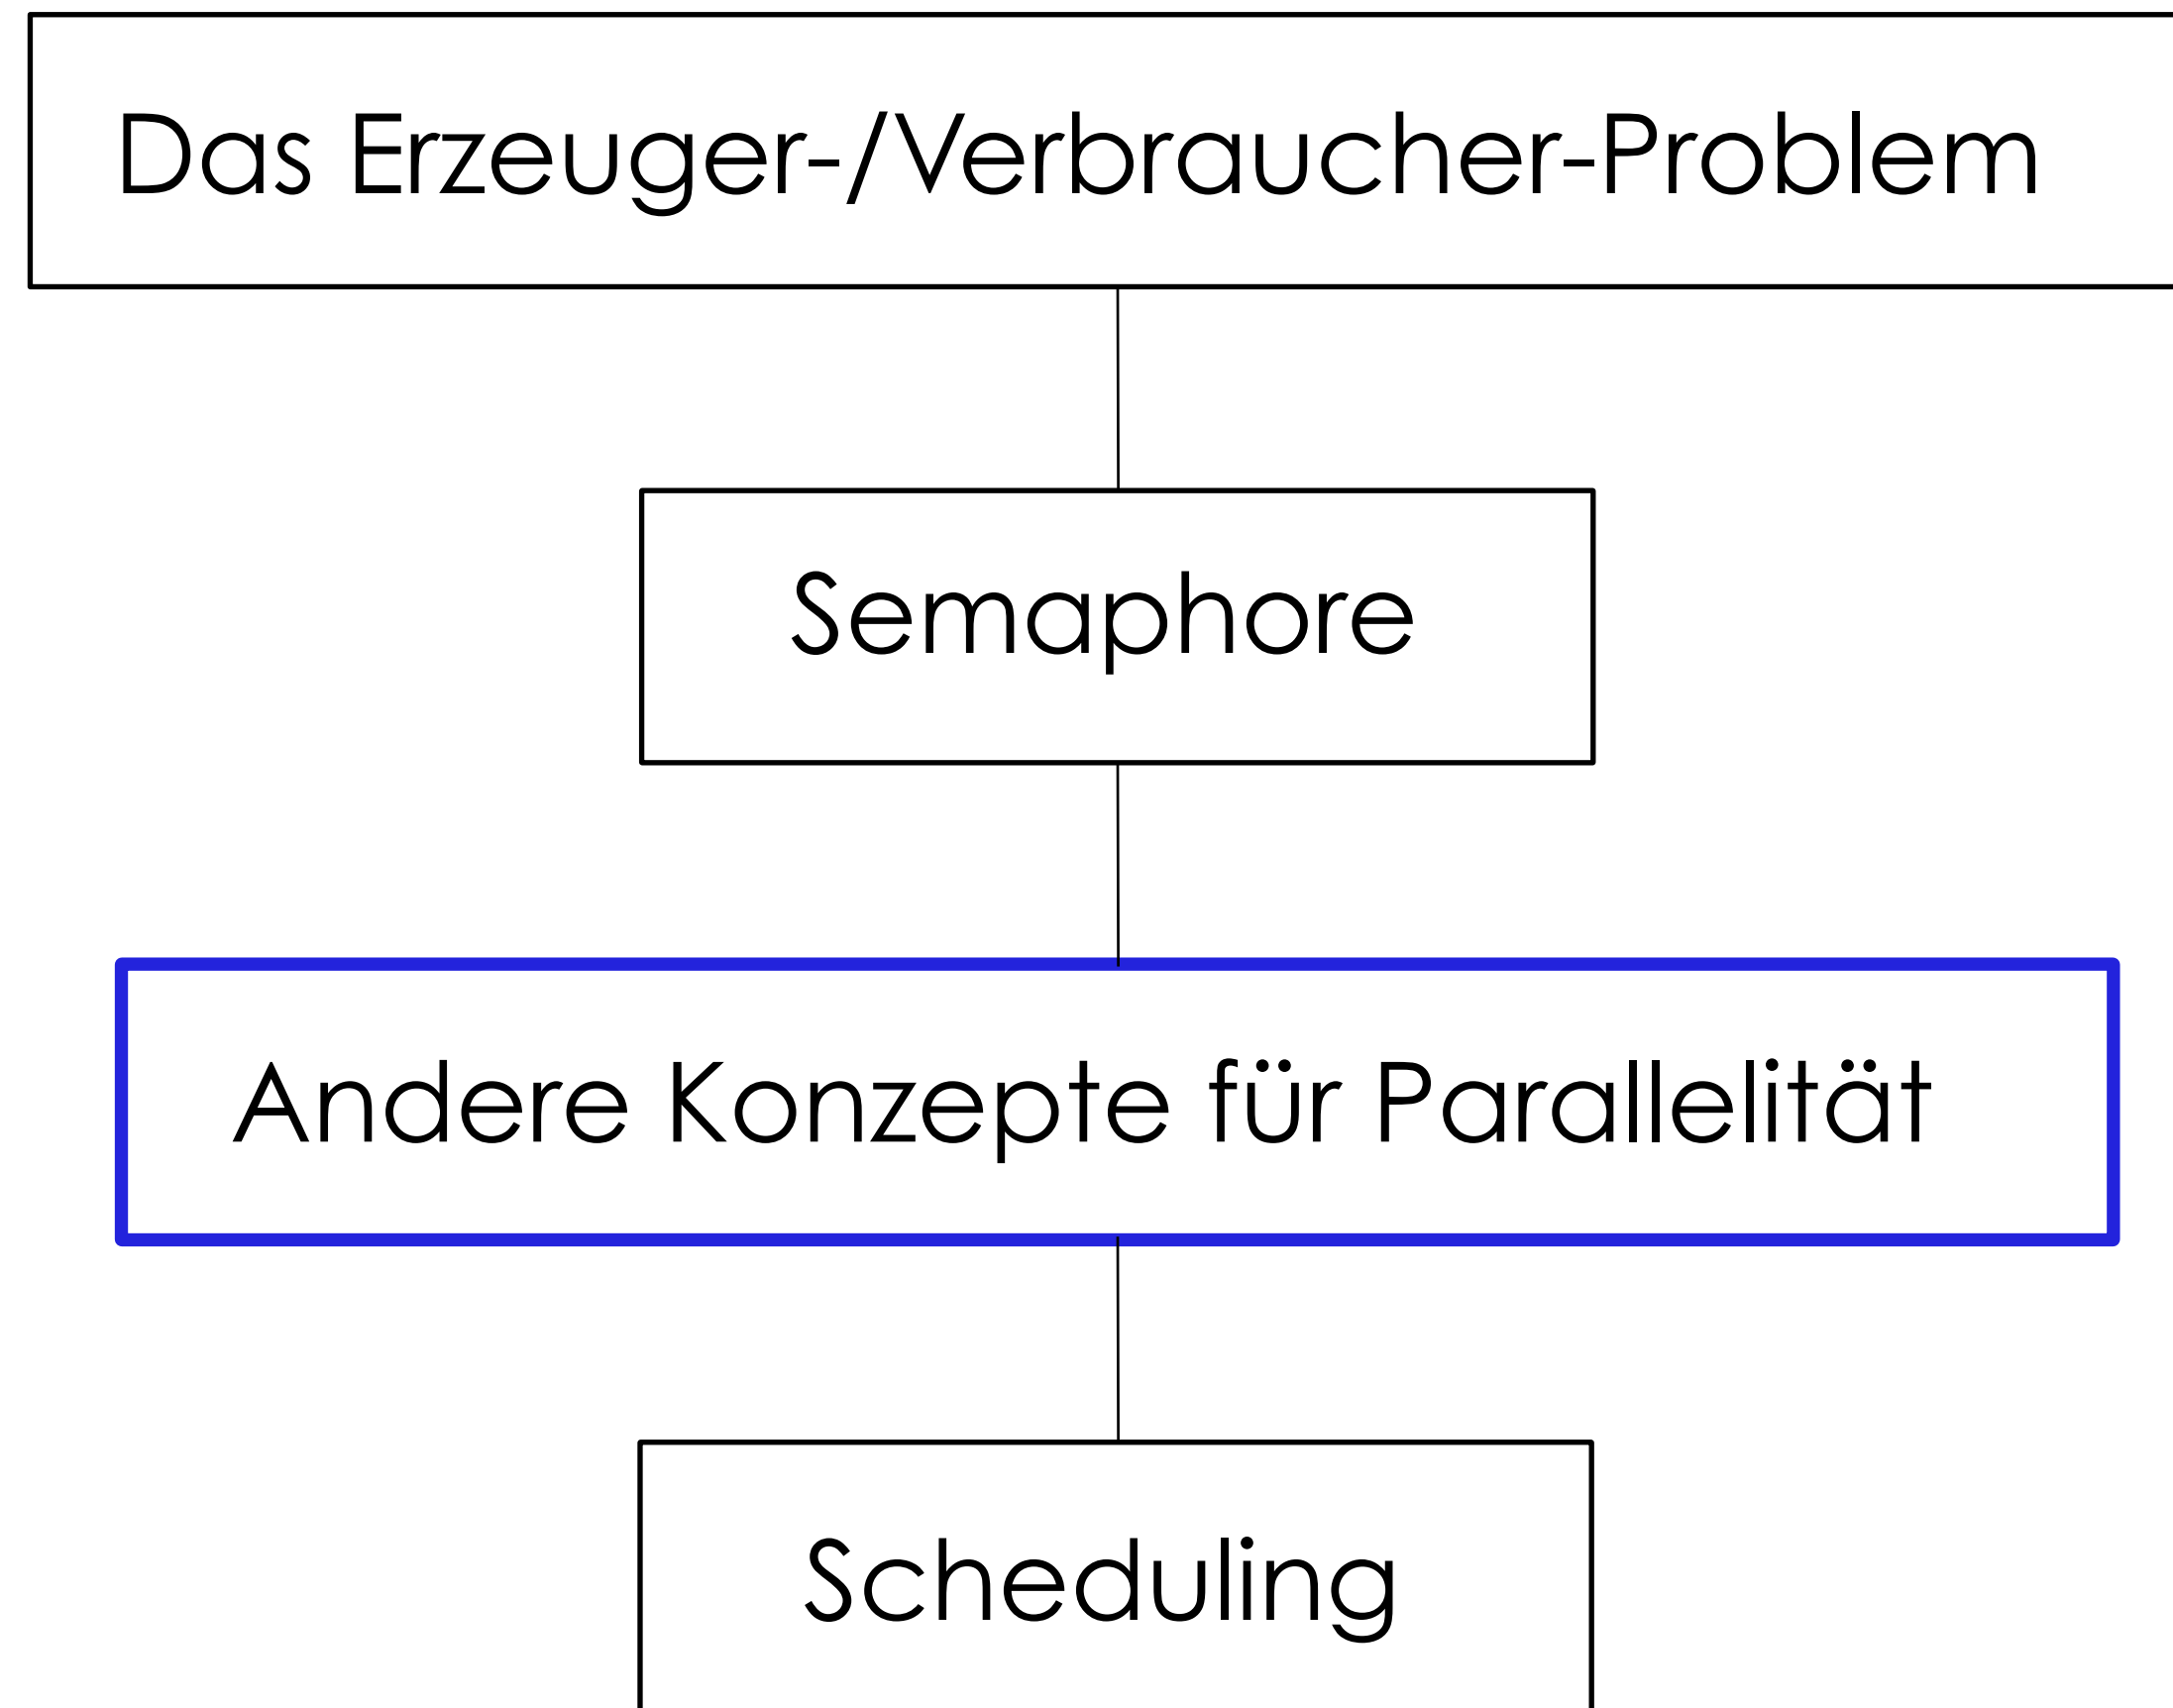 Das Erzeuger-/Verbraucher-Problem
Semaphore
Andere Konzepte für Parallelität
Scheduling